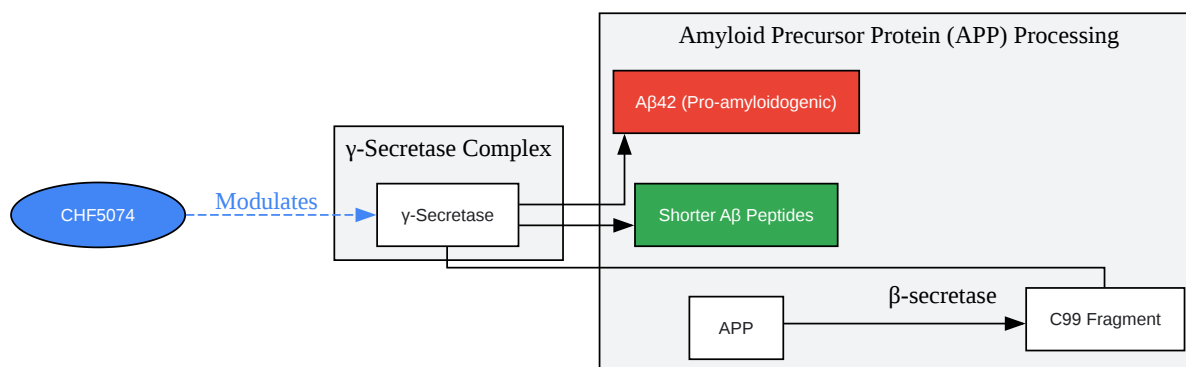 Amyloid Precursor Protein (APP) Processing
Aβ42 (Pro-amyloidogenic)
γ-Secretase Complex
CHF5074
Modulates
γ-Secretase
Shorter Aβ Peptides
β-secretase
APP
C99 Fragment